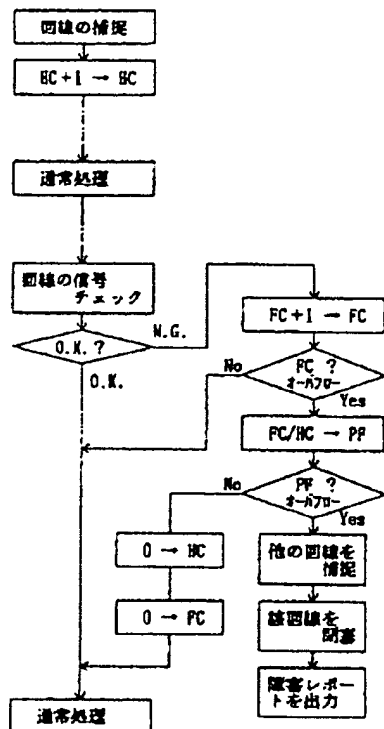 回線の捕捉
HC+1 → HC
通常処理
回線の信号
チェック
N.G.
O.K. ?
O.K.
FC+1 → FC
No
FC ?
オーバフロー
Yes
FC/HC → PF
No
PF ?
オーバフロー
Yes
0 → HC
他の回線を
捕捉
0 → FC
該回線を
閉塞
障害レポー
トを出力
通常処理